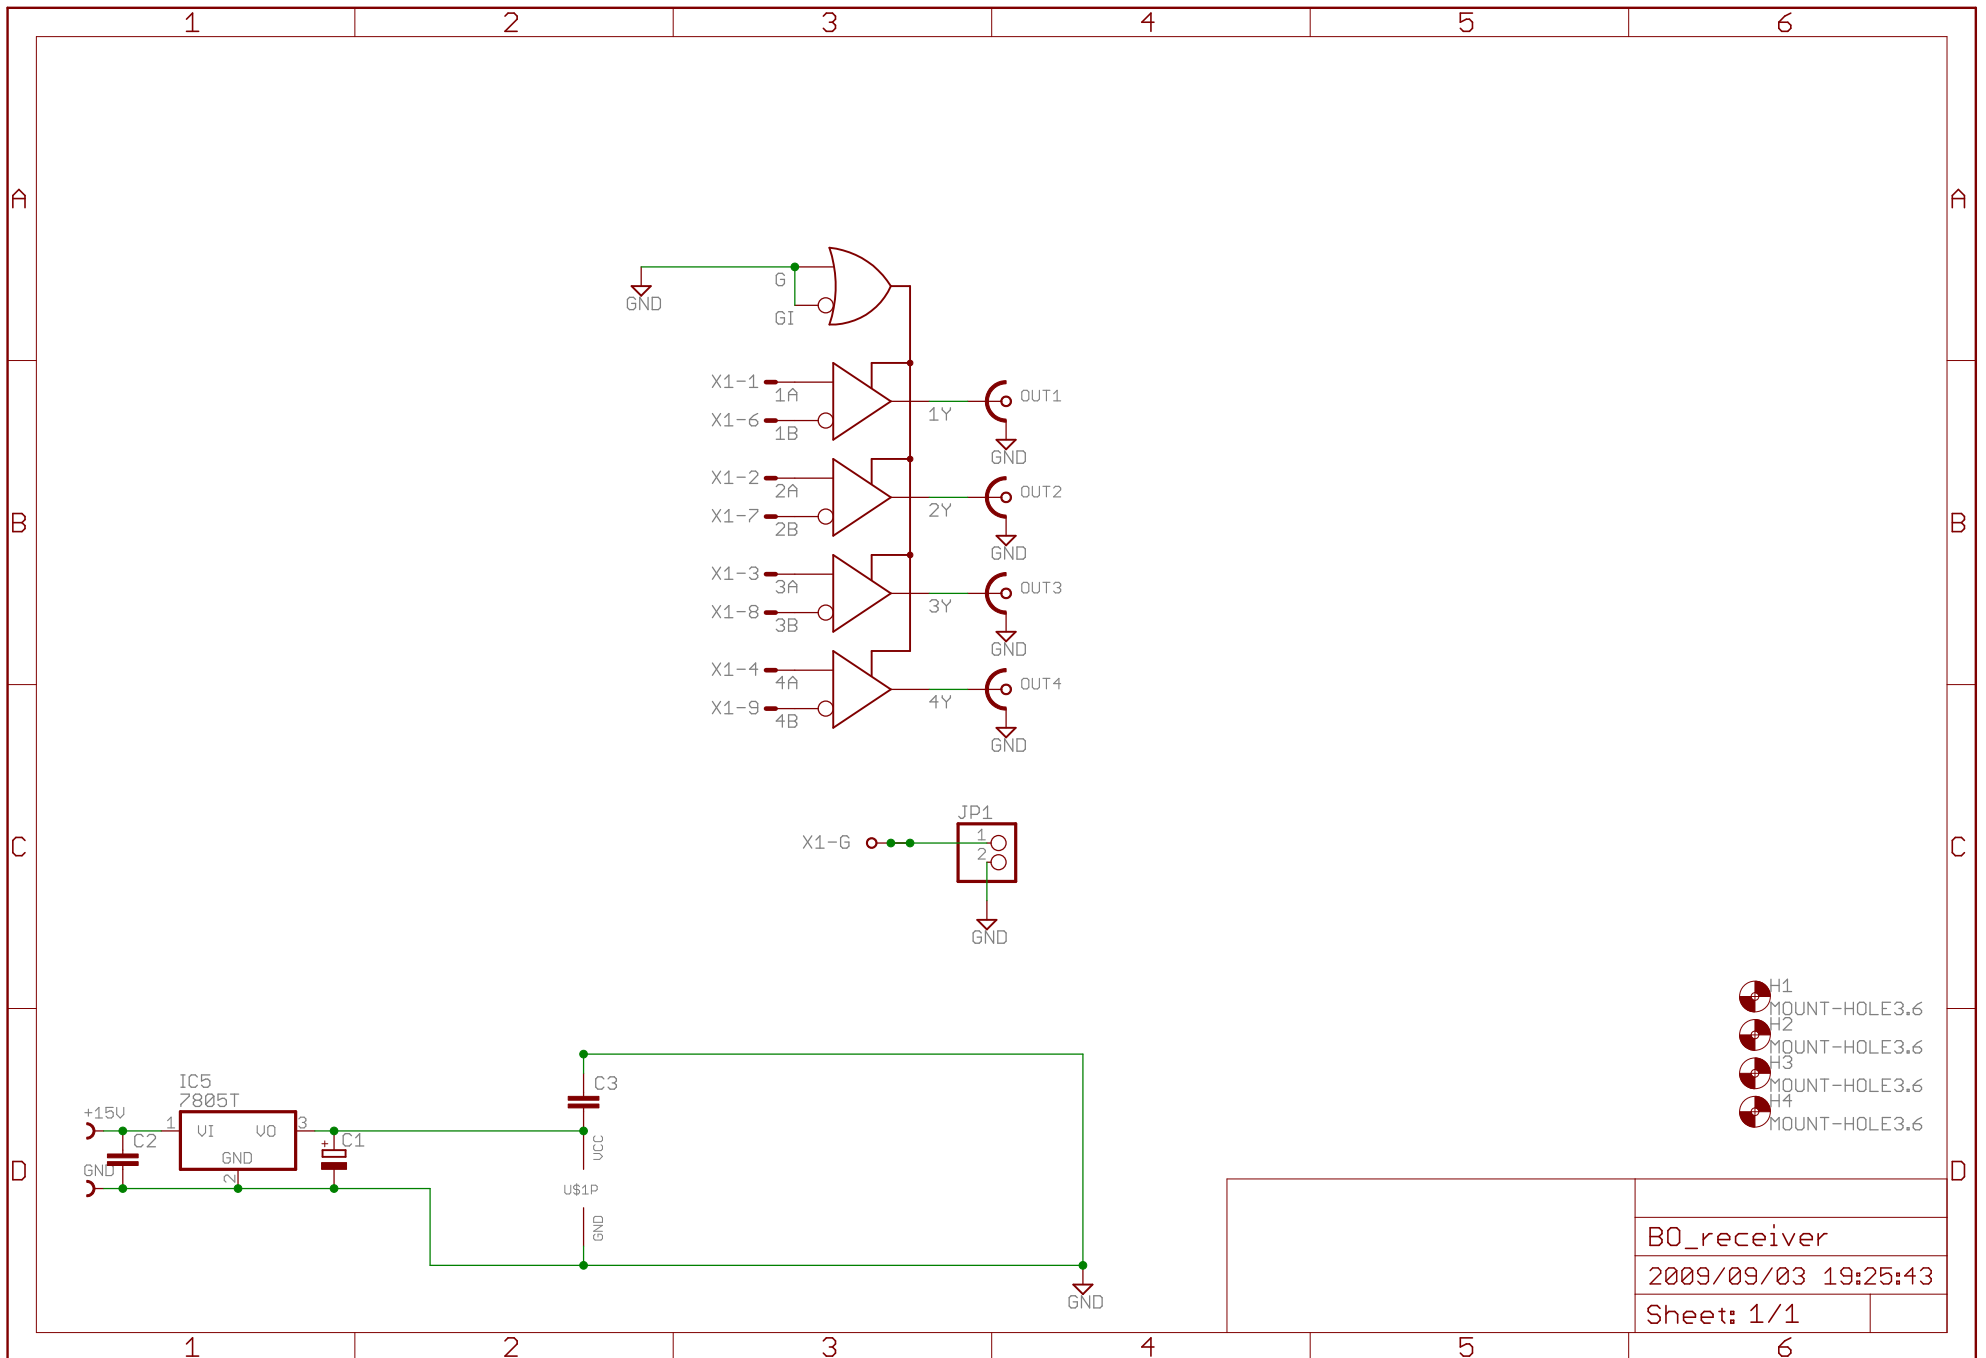 1 2 3 4 5 6
A A
G
GND
GI
X1-1
1A
OUT1
X1-6
1Y
1B
GND
X1-2
2A
OUT2
X1-7
2Y
2B
GND
B B
X1-3
3A
OUT3
X1-8
3Y
3B
GND
X1-4
4A
OUT4
X1-9
4Y
4B
GND
JP1
X1-G
1
2
GND
C C
H1
MOUNT-HOLE3.6
H2
MOUNT-HOLE3.6
H3
MOUNT-HOLE3.6
H4
MOUNT-HOLE3.6
IC5
7805T
+15V
1
VI VO
3
GND
2
C2
GND
+
C1
C3
VCC
U$1P
GND
GND
D D
BO_receiver
2009/09/03 19:25:43
Sheet: 1/1
1 2 3 4 5 6